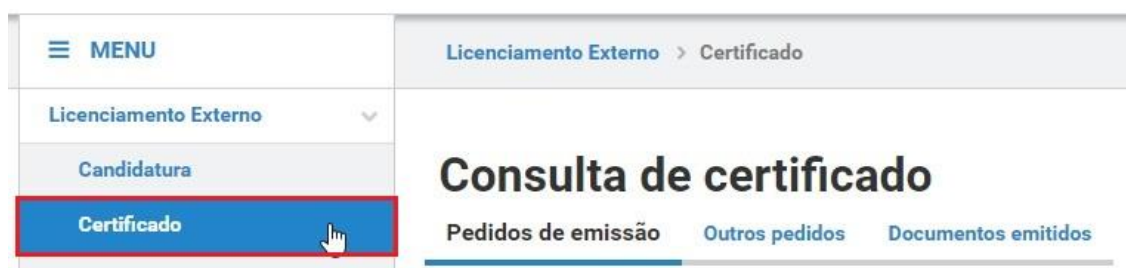 MENU
Licenciamento Externo > Certificado
Licenciamento Externo
Candidatura
Certificado
Consulta de certificado
Pedidos de emissão Outros pedidos Documentos emitidos